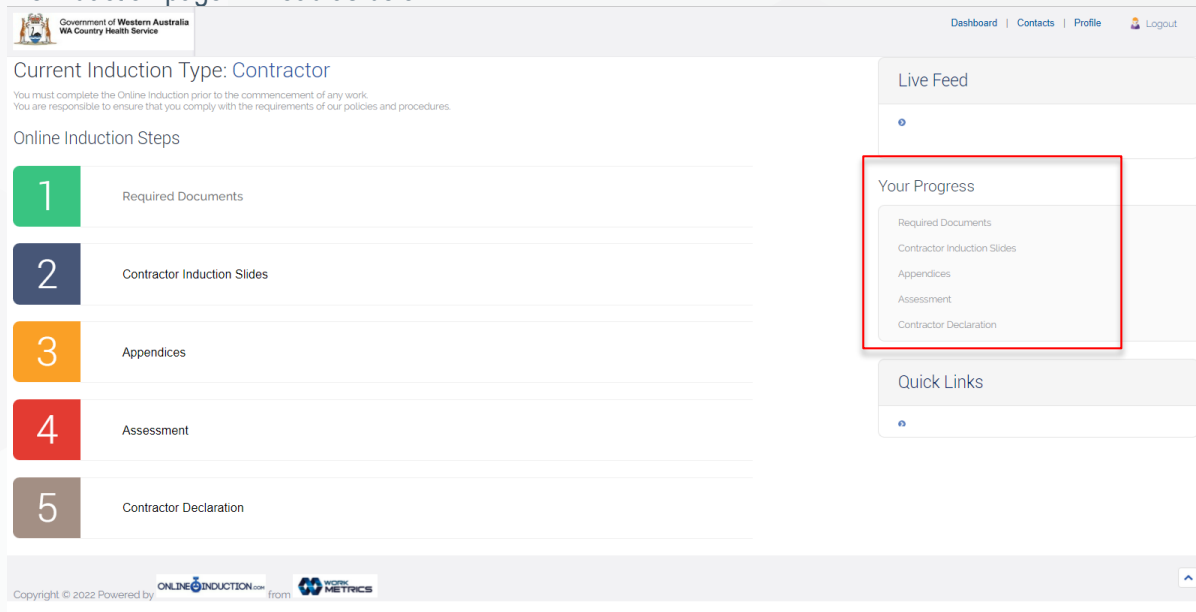 Government of Western Australia
WA Country Health Service
Dashboard | Contacts | Profile Logout
Current Induction Type: Contractor
You must complete the Online Induction prior to the commencement of any work.
You are responsible to ensure that you comply with the requirements of our policies and procedures.
Online Induction Steps
1 Required Documents
2 Contractor Induction Slides
3 Appendices
4 Assessment
5 Contractor Declaration
Live Feed
Your Progress
Required Documents
Contractor Induction Slides
Appendices
Assessment
Contractor Declaration
Quick Links
Copyright © 2022 Powered by ONLINE INDUCTION.COM from WORK METRICS